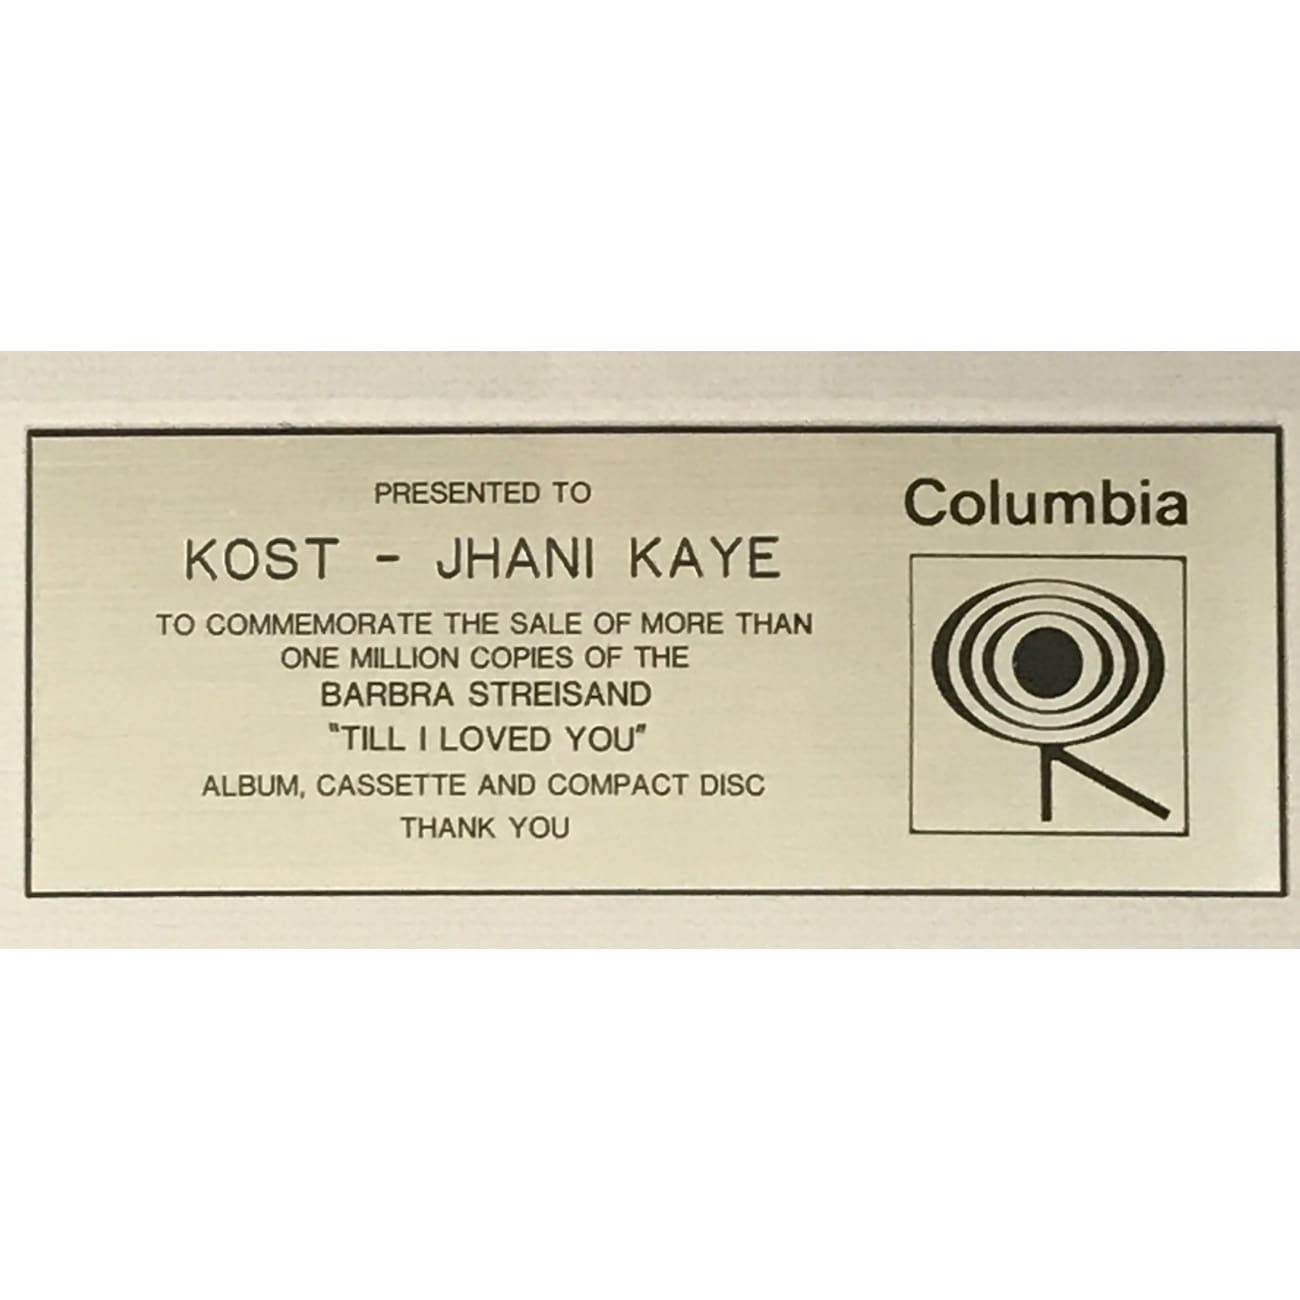 PRESENTED TO
KOST - JHANI KAYE
TO COMMEMORATE THE SALE OF MORE THAN
ONE MILLION COPIES OF THE
BARBRA STREISAND
"TILL I LOVED YOU"
ALBUM, CASSETTE AND COMPACT DISC
THANK YOU
Columbia